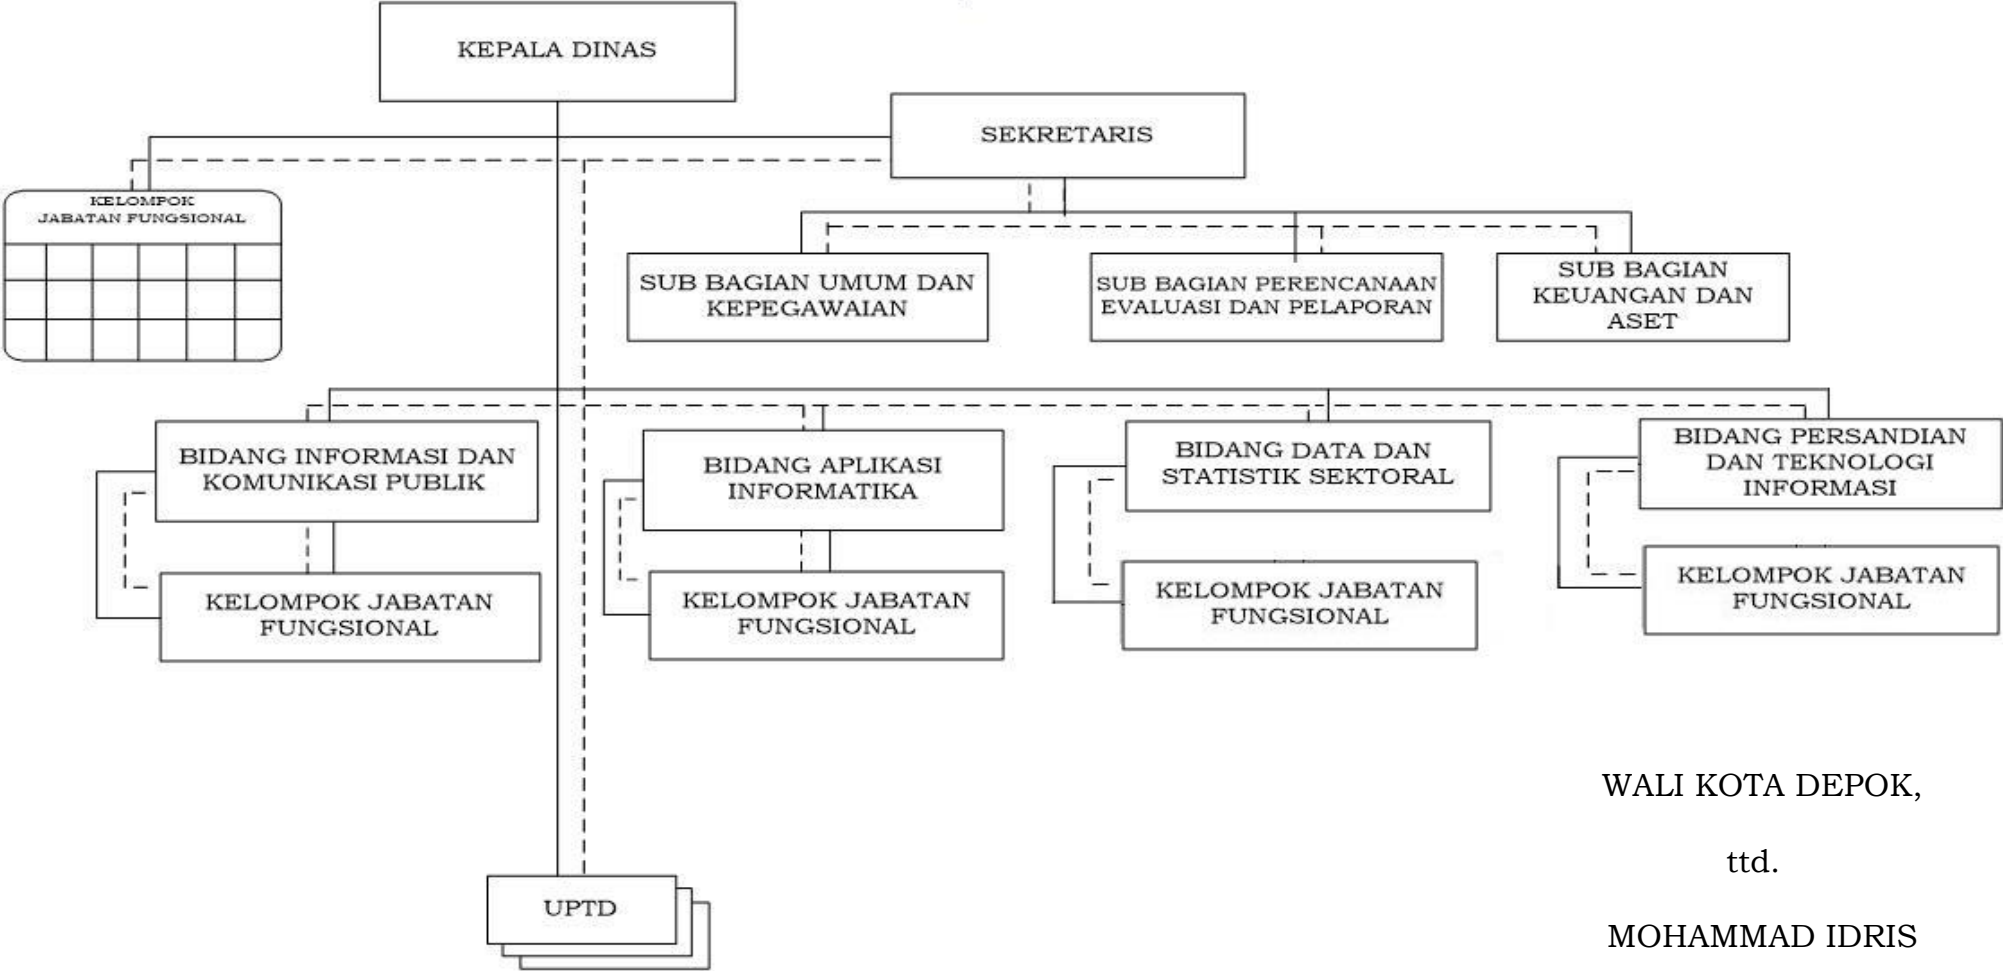 KEPALA DINAS
SEKRETARIS
KELOMPOK
JABATAN FUNGSIONAL
SUB BAGIAN UMUM DAN
KEPEGAWAIAN
SUB BAGIAN PERENCANAAN
EVALUASI DAN PELAPORAN
SUB BAGIAN
KEUANGAN DAN
ASET
BIDANG INFORMASI DAN
KOMUNIKASI PUBLIK
BIDANG APLIKASI
INFORMATIKA
BIDANG DATA DAN
STATISTIK SEKTORAL
BIDANG PERSANDIAN
DAN TEKNOLOGI
INFORMASI
KELOMPOK JABATAN
FUNGSIONAL
KELOMPOK JABATAN
FUNGSIONAL
KELOMPOK JABATAN
FUNGSIONAL
KELOMPOK JABATAN
FUNGSIONAL
UPTD
WALI KOTA DEPOK,
ttd.
MOHAMMAD IDRIS